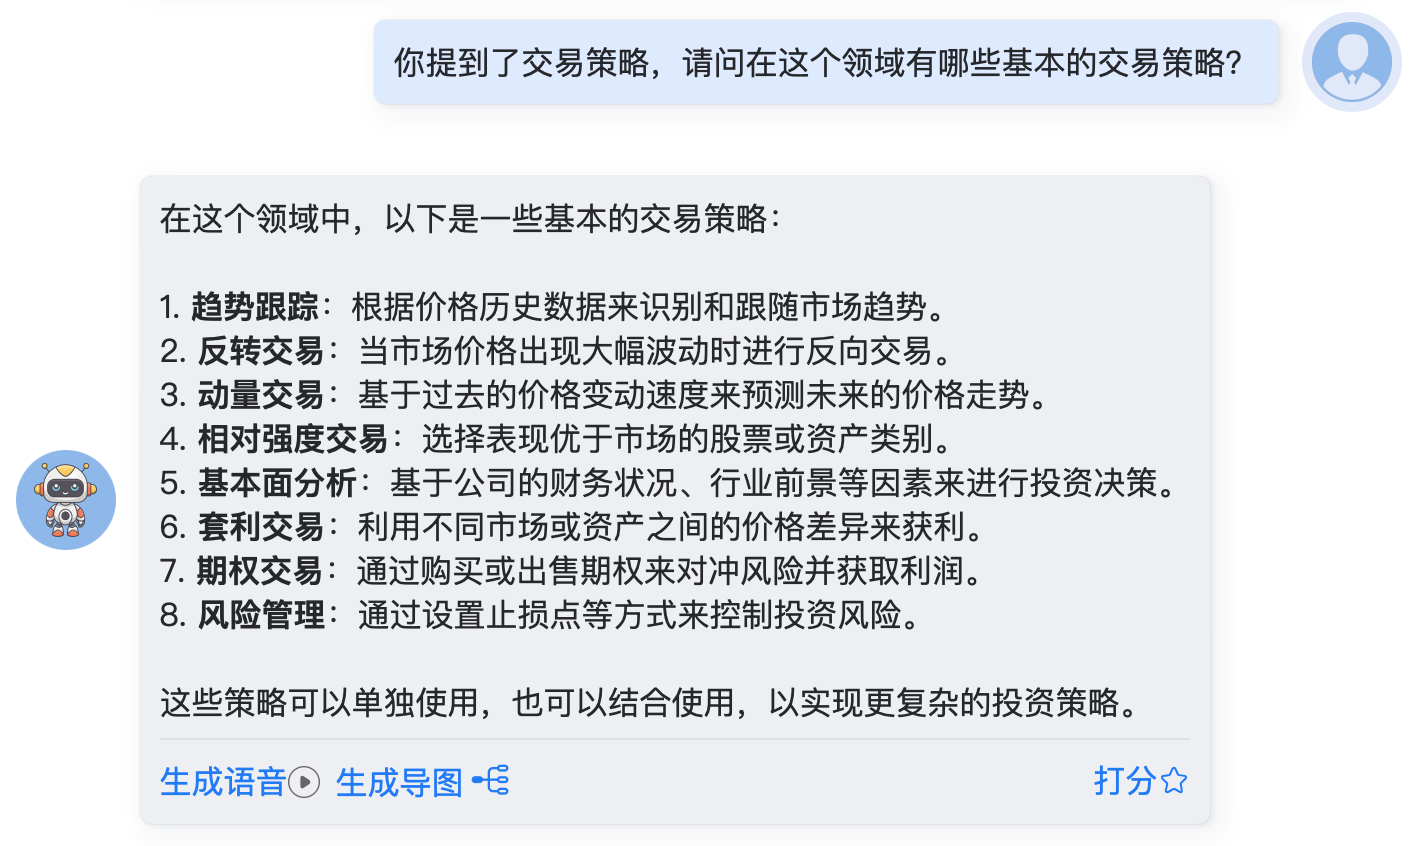 你提到了交易策略，请问在这个领域有哪些基本的交易策略?
在这个领域中，以下是一些基本的交易策略：
1. 趋势跟踪：根据价格历史数据来识别和跟随市场趋势。
2. 反转交易：当市场价格出现大幅波动时进行反向交易。
3. 动量交易：基于过去的价格变动速度来预测未来的价格走势。
4. 相对强度交易：选择表现优于市场的股票或资产类别。
5. 基本面分析：基于公司的财务状况、行业前景等因素来进行投资决策。
6. 套利交易：利用不同市场或资产之间的价格差异来获利。
7. 期权交易：通过购买或出售期权来对冲风险并获取利润。
8. 风险管理：通过设置止损点等方式来控制投资风险。
这些策略可以单独使用，也可以结合使用，以实现更复杂的投资策略。
生成语音 生成导图 打分